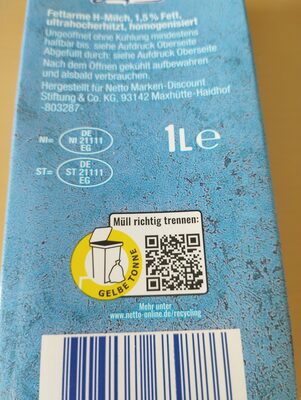 Fettarme H-Milch, 1,5% Fett,
ultrahocherhitzt, homogenisiert
Ungeöffnet ohne Kühlung mindestens
haltbar bis: siehe Aufdruck Oberseite
Abgefüllt durch: siehe Aufdruck Oberseite
Nach dem Öffnen gekühlt aufbewahren
und alsbald verbrauchen.
Hergestellt für Netto Marken-Discount
Stiftung & Co. KG, 93142 Maxhütte-Haidhof
-803287-
NI= DE NI 21111 EG
1L e
ST= DE ST 21111 EG
Müll richtig trennen:
GELBE TONNE
Mehr unter
www.netto-online.de/recycling